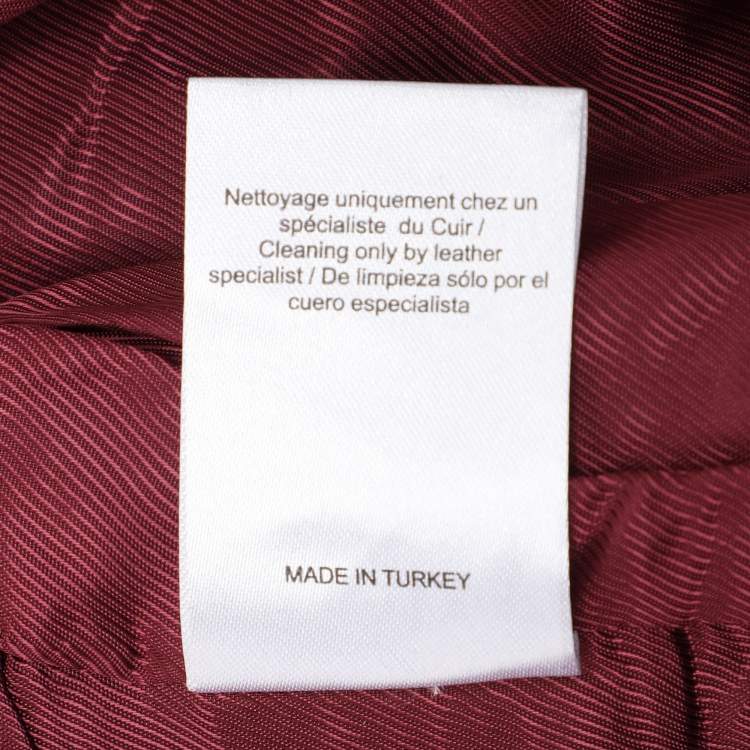 Nettoyage uniquement chez un
spécialiste du Cuir /
Cleaning only by leather
specialist / De limpieza sólo por el
cuero especialista
MADE IN TURKEY